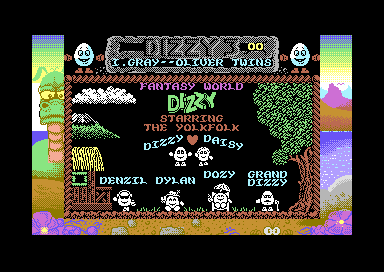 DIZZY 3 00
I.GRAY--OLIVER TWINS
FANTASY WORLD
DIZZY
STARRING
THE YOLKFOLK
DIZZY DAISY
DENZIL DYLAN DOZY GRAND DIZZY
00